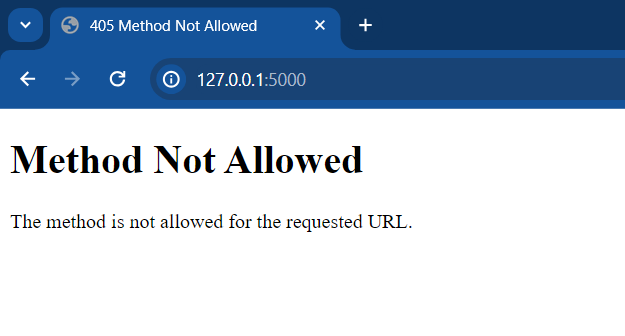 405 Method Not Allowed
127.0.0.1:5000
Method Not Allowed
The method is not allowed for the requested URL.